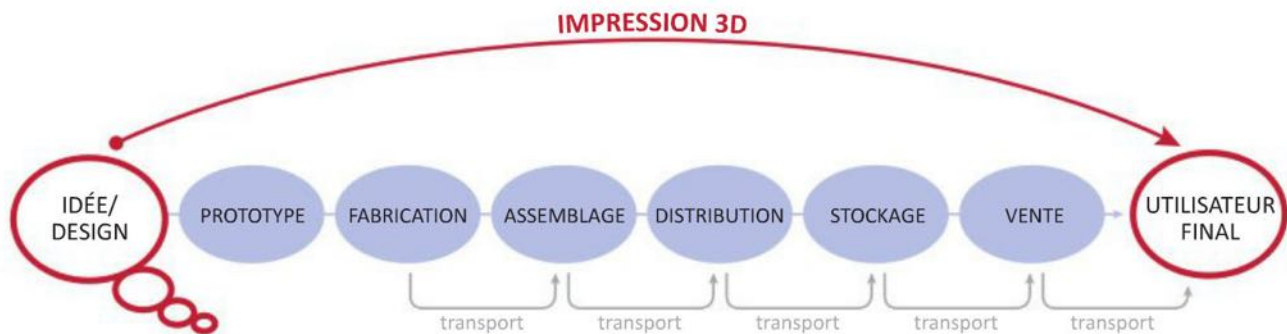 IMPRESSION 3D
IDÉE/
DESIGN
PROTOTYPE
FABRICATION
ASSEMBLAGE
DISTRIBUTION
STOCKAGE
VENTE
UTILISATEUR
FINAL
transport
transport
transport
transport
transport